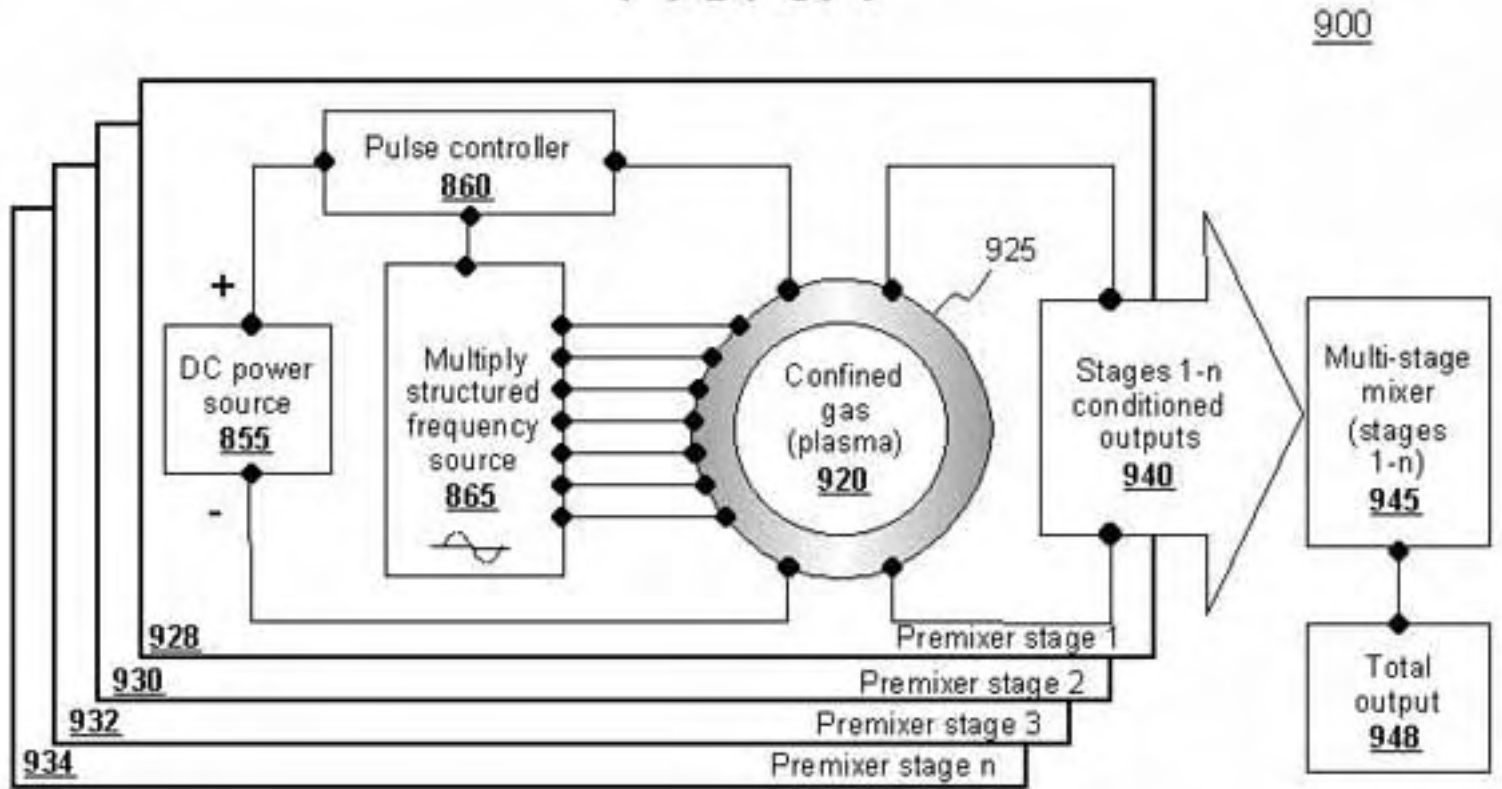 900
Pulse controller
860
925
+
DC power
source
855
-
Multiply
structured
frequency
source
865
Confined
gas
(plasma)
920
Stages 1-n
conditioned
outputs
940
Multi-stage
mixer
(stages
1-n)
945
Total
output
948
928
Premixer stage 1
930
Premixer stage 2
932
Premixer stage 3
934
Premixer stage n